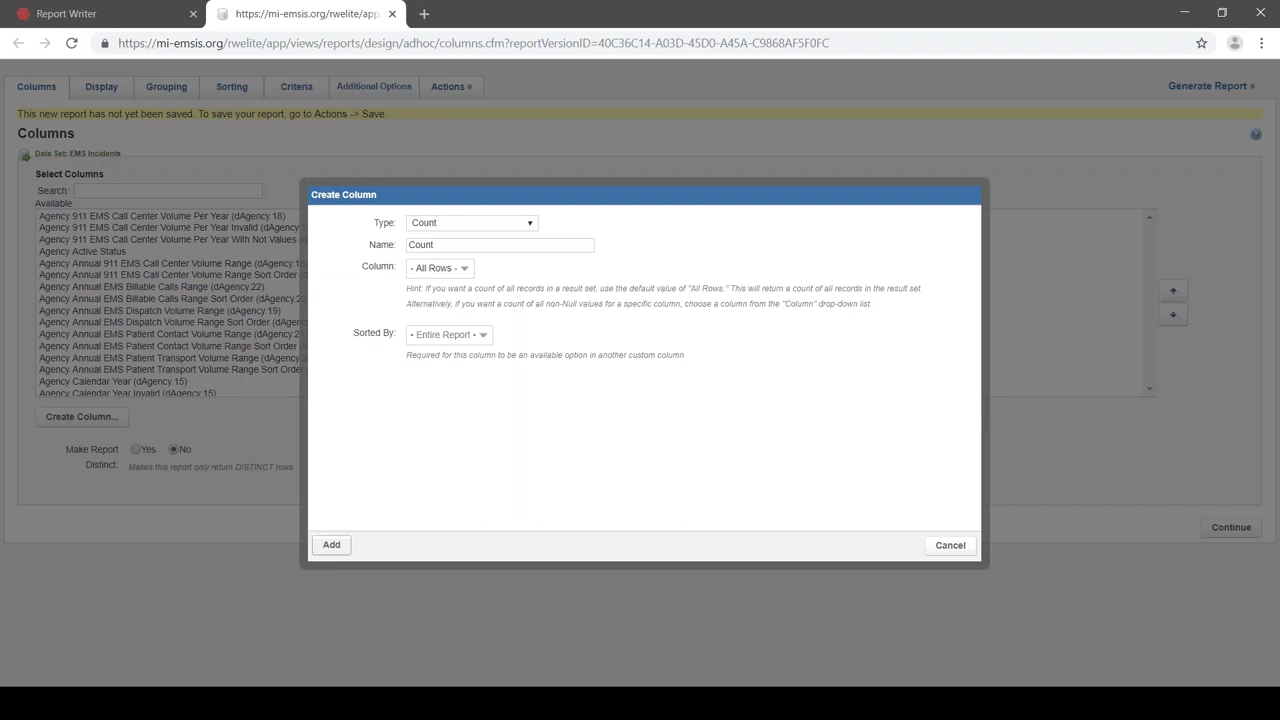 Report Writer
https://mi-emsis.org/rwelite/app
https://mi-emsis.org/rwelite/app/views/reports/design/adhoc/columns.cfm?reportVersionID=40C36C14-A03D-45D0-A45A-C9868AF5F0FC
Columns
Display
Grouping
Sorting
Criteria
Additional Options
Actions
Generate Report »
This new report has not yet been saved. To save your report, go to Actions -> Save.
Columns
Data Set: EMS Incidents
Select Columns
Search:
Available
Agency 911 EMS Call Center Volume Per Year (dAgency.18)
Agency 911 EMS Call Center Volume Per Year Invalid (dAgency.18)
Agency 911 EMS Call Center Volume Per Year With Not Values (
Agency Active Status
Agency Annual 911 EMS Call Center Volume Range (dAgency.18
Agency Annual 911 EMS Call Center Volume Range Sort Order (
Agency Annual EMS Billable Calls Range (dAgency.22)
Agency Annual EMS Billable Calls Range Sort Order (dAgency.
Agency Annual EMS Dispatch Volume Range (dAgency.19)
Agency Annual EMS Dispatch Volume Range Sort Order (dAgen
Agency Annual EMS Patient Contact Volume Range (dAgency.21
Agency Annual EMS Patient Contact Volume Range Sort Order (
Agency Annual EMS Patient Transport Volume Range (dAgency.
Agency Annual EMS Patient Transport Volume Range Sort Order
Agency Calendar Year (dAgency.15)
Agency Calendar Year Invalid (dAgency.15)
Create Column...
Make Report Distinct:
Yes
No
Makes this report only return DISTINCT rows
Create Column
Type:
Count
Name:
Count
Column:
- All Rows -
Hint: If you want a count of all records in a result set, use the default value of "All Rows." This will return a count of all records in the result set.
Alternatively, if you want a count of all non-Null values for a specific column, choose a column from the "Column" drop-down list.
Sorted By:
- Entire Report -
Required for this column to be an available option in another custom column
Add
Cancel
Continue